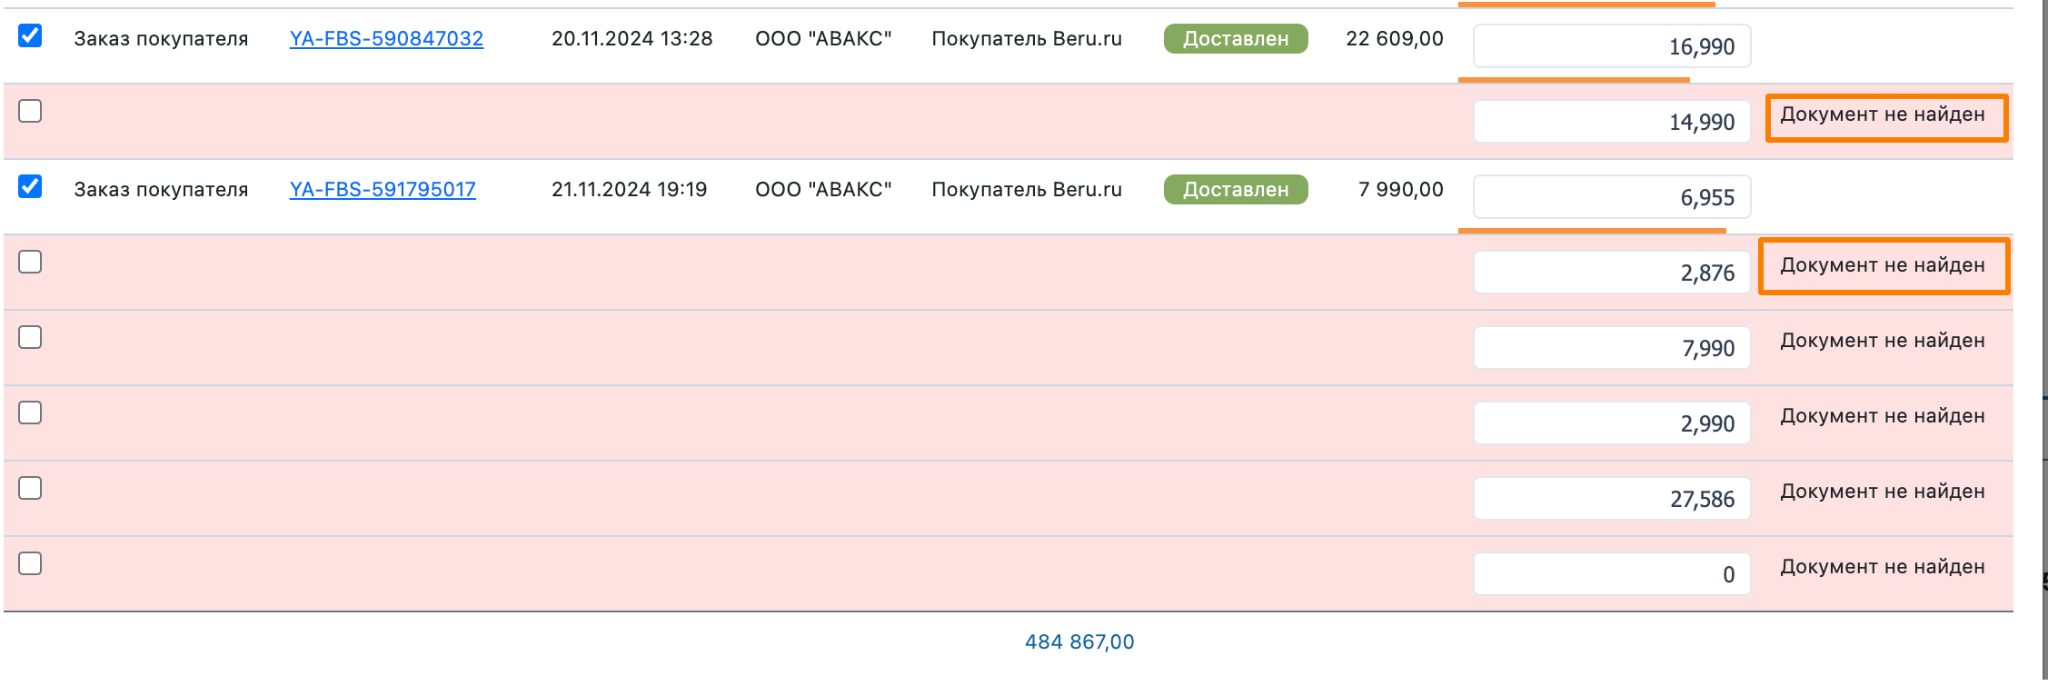 Заказ покупателя YA-FBS-590847032 20.11.2024 13:28 ООО "АВАКС" Покупатель Beru.ru Доставлен 22 609,00 16,990
14,990 Документ не найден
Заказ покупателя YA-FBS-591795017 21.11.2024 19:19 ООО "АВАКС" Покупатель Beru.ru Доставлен 7 990,00 6,955
2,876 Документ не найден
7,990 Документ не найден
2,990 Документ не найден
27,586 Документ не найден
0 Документ не найден
484 867,00